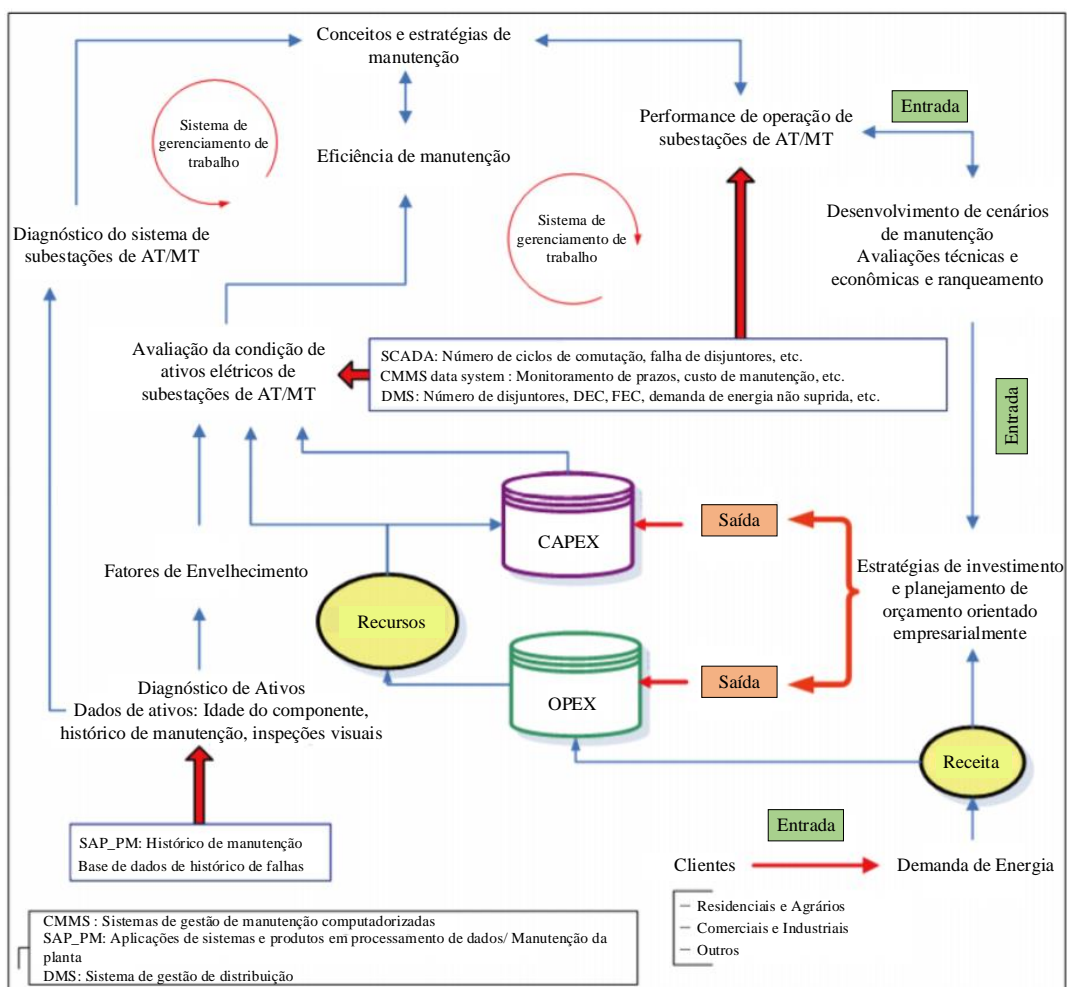 Conceitos e estratégias de
manutenção
Entrada
Performance de operação de
subestações de AT/MT
Sistema de
gerenciamento de
trabalho
Eficiência de manutenção
Sistema de
gerenciamento de
trabalho
Desenvolvimento de cenários
de manutenção
Avaliações técnicas e
econômicas e ranqueamento
Diagnóstico do sistema de
subestações de AT/MT
Avaliação da condição de
ativos elétricos de
subestações de AT/MT
SCADA: Número de ciclos de comutação, falha de disjuntores, etc.
CMMS data system : Monitoramento de prazos, custo de manutenção, etc.
DMS: Número de disjuntores, DEC, FEC, demanda de energia não suprida, etc.
Entrada
Saída
CAPEX
Fatores de Envelhecimento
Recursos
Estratégias de investimento
e planejamento de
orçamento orientado
empresarialmente
Diagnóstico de Ativos
Dados de ativos: Idade do componente,
histórico de manutenção, inspeções visuais
Saída
OPEX
Receita
SAP_PM: Histórico de manutenção
Base de dados de histórico de falhas
Entrada
Clientes
Demanda de Energia
– Residenciais e Agrários
– Comerciais e Industriais
– Outros
CMMS : Sistemas de gestão de manutenção computadorizadas
SAP_PM: Aplicações de sistemas e produtos em processamento de dados/ Manutenção da
planta
DMS: Sistema de gestão de distribuição